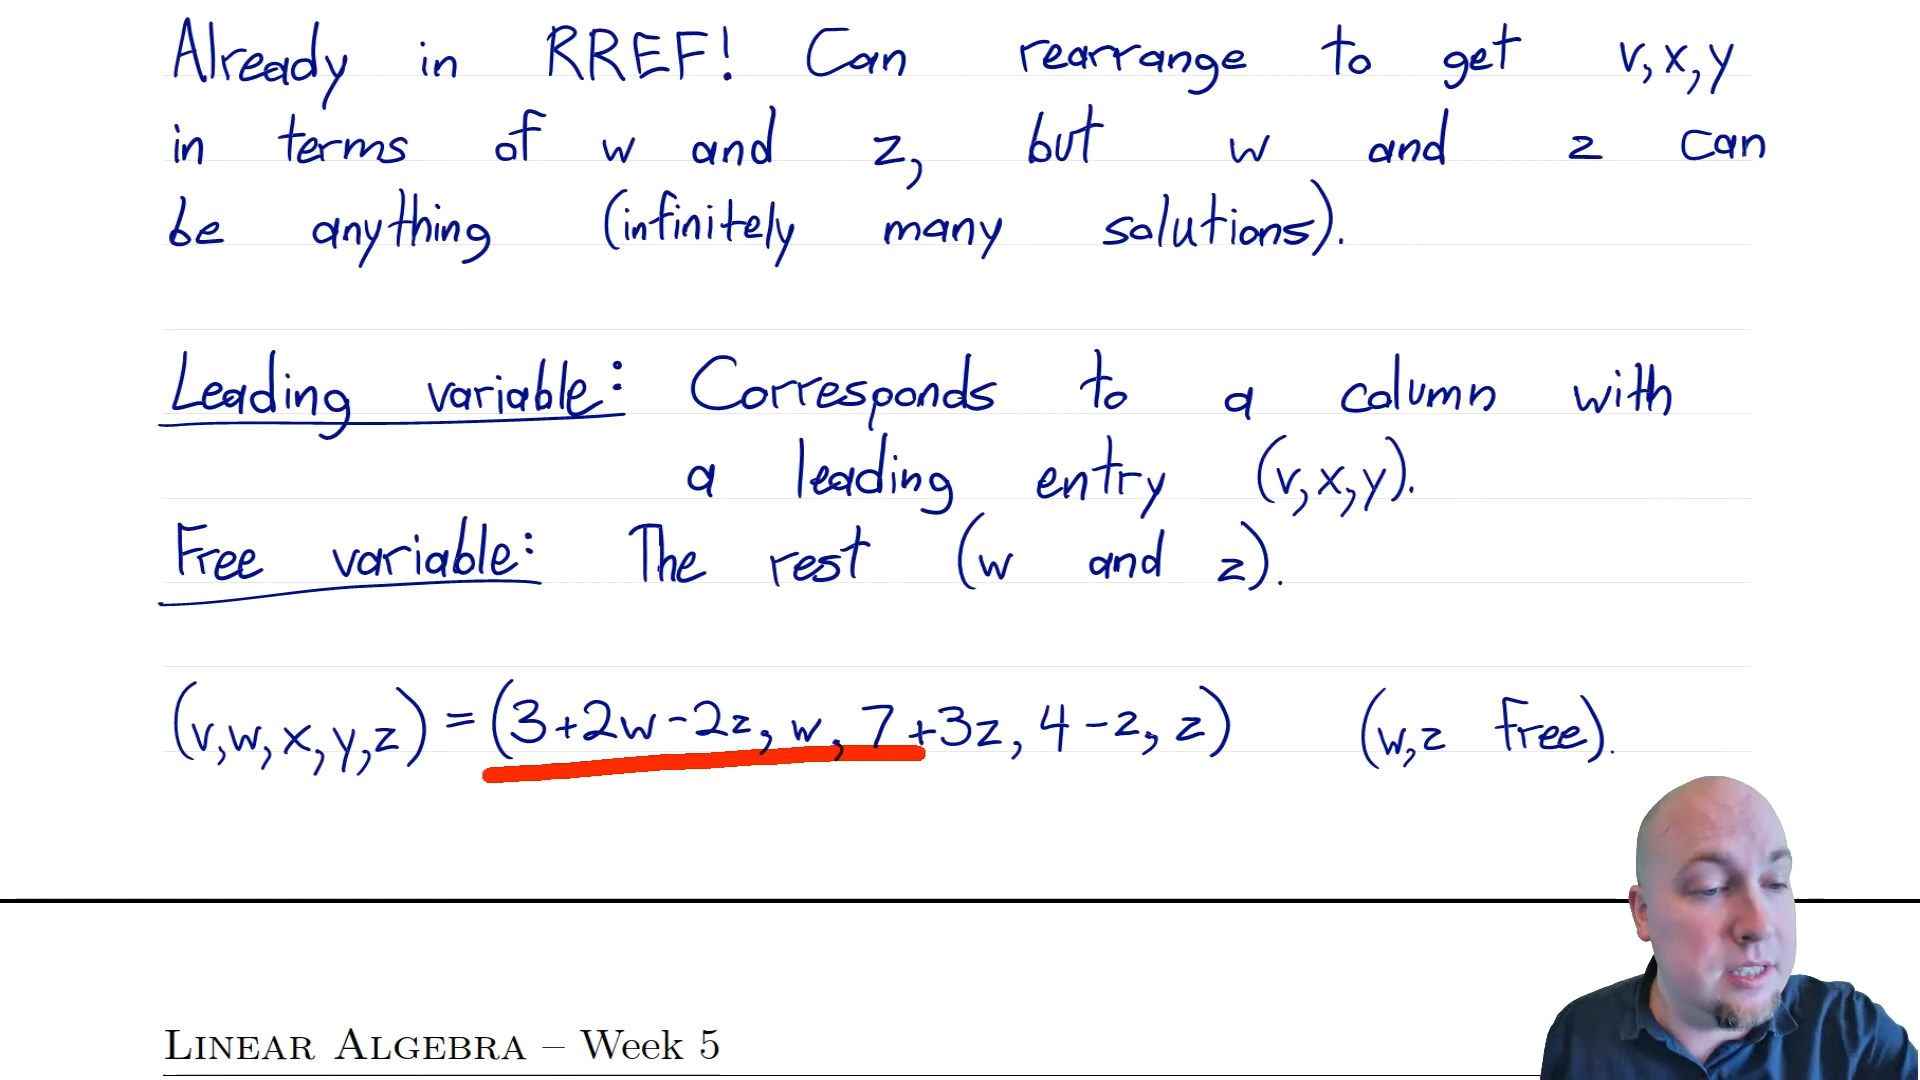 Already in RREF! Can rearrange to get v, x, y
in terms of w and z, but w and z can
be anything (infinitely many solutions).
Leading variable: Corresponds to a column with
a leading entry (v, x, y).
Free variable: The rest (w and z).
(v, w, x, y, z) = (3+2w-2z, w, 7+3z, 4-z, z) (w, z free).
LINEAR ALGEBRA – Week 5